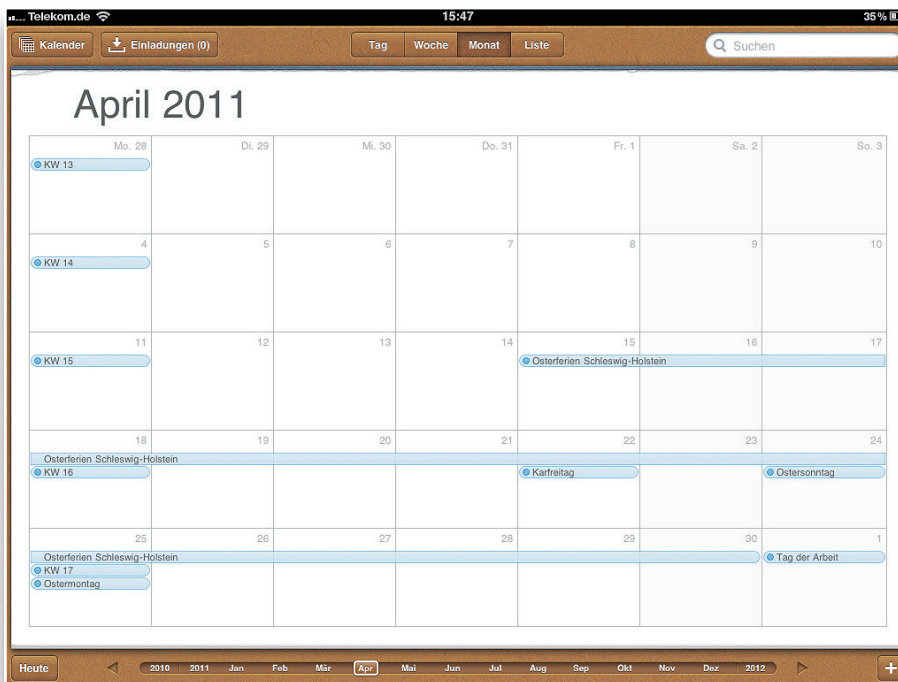 Telekom.de 15:47 35%
Kalender Einladungen (0) Tag Woche Monat Liste Suchen
April 2011
Mo. 28 Di. 29 Mi. 30 Do. 31 Fr. 1 Sa. 2 So. 3
KW 13
4 5 6 7 8 9 10
KW 14
11 12 13 14 15 16 17
KW 15 Osterferien Schleswig-Holstein
18 19 20 21 22 23 24
Osterferien Schleswig-Holstein
KW 16 Karfreitag Ostersonntag
25 26 27 28 29 30 1
Osterferien Schleswig-Holstein Tag der Arbeit
KW 17
Ostermontag
Heute 2010 2011 Jan Feb Mär Apr Mai Jun Jul Aug Sep Okt Nov Dez 2012 +